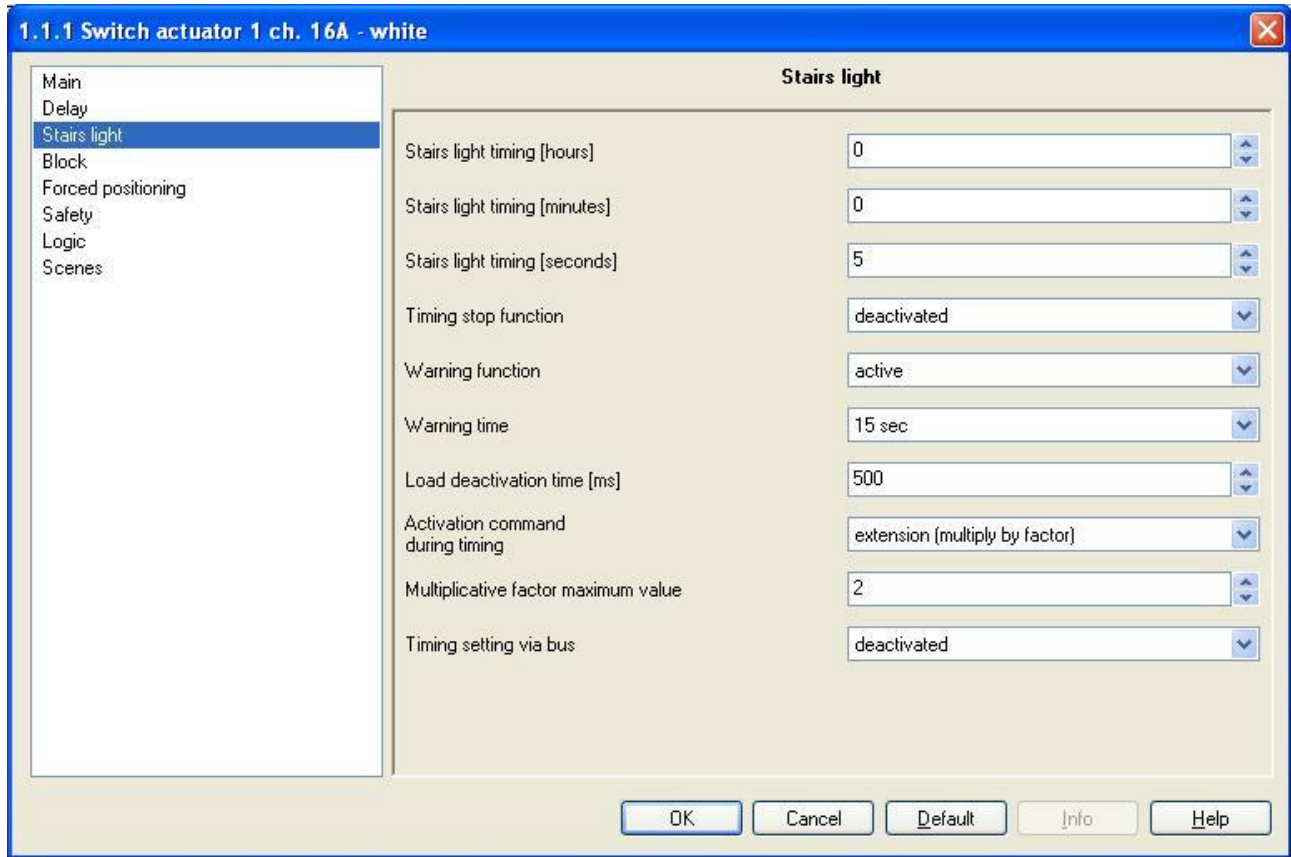 1.1.1 Switch actuator 1 ch. 16A - white
Main
Delay
Stairs light
Block
Forced positioning
Safety
Logic
Scenes
Stairs light
Stairs light timing [hours]
0
Stairs light timing [minutes]
0
Stairs light timing [seconds]
5
Timing stop function
deactivated
Warning function
active
Warning time
15 sec
Load deactivation time [ms]
500
Activation command
during timing
extension (multiply by factor)
Multiplicative factor maximum value
2
Timing setting via bus
deactivated
OK
Cancel
Default
Info
Help